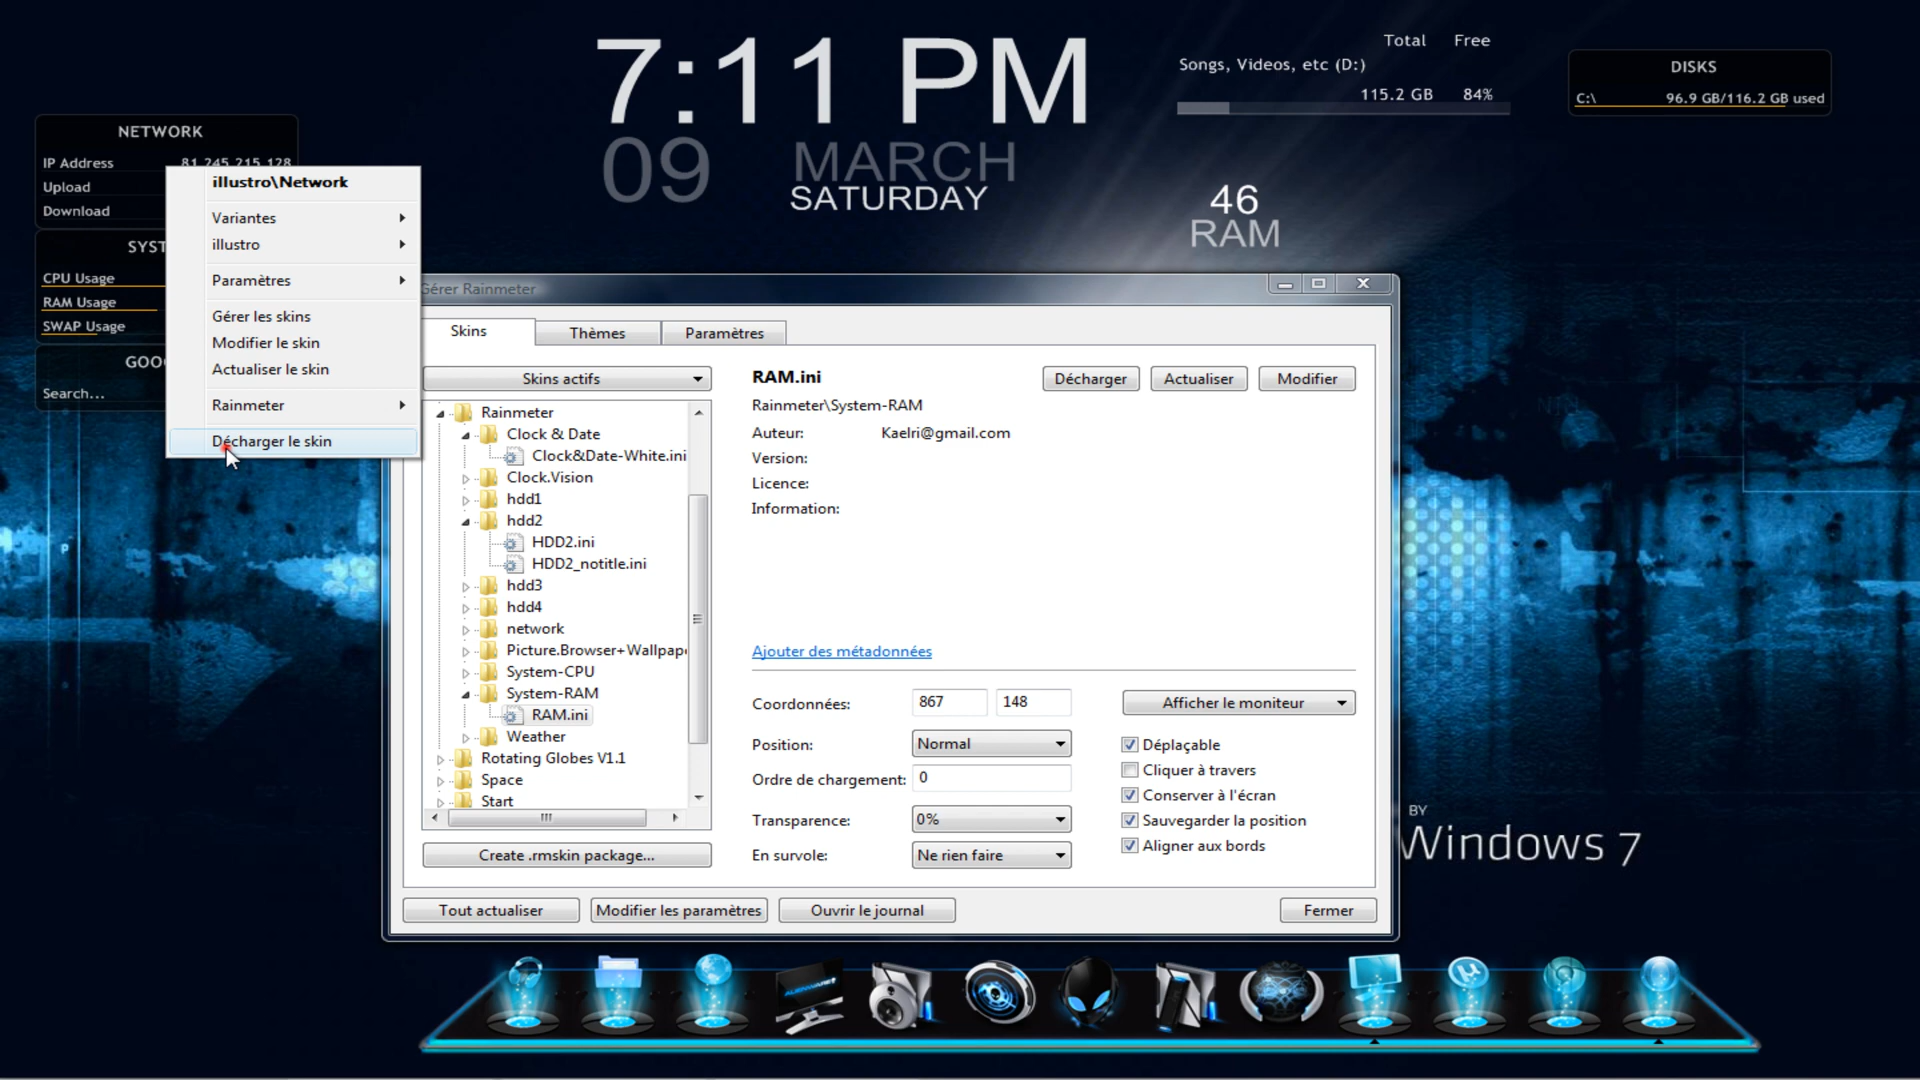 7:11 PM
09
MARCH
SATURDAY
Total Free
Songs, Videos, etc (D:)
115.2 GB 84%
DISKS
C:\ 96.9 GB/116.2 GB used
46
RAM
NETWORK
IP Address 81.245.215.128
Upload
Download
SYST
CPU Usage
RAM Usage
SWAP Usage
GOO
Search...
illustro\Network
Variantes
illustro
Paramètres
Gérer les skins
Modifier le skin
Actualiser le skin
Rainmeter
Décharger le skin
Gérer Rainmeter
Skins
Thèmes
Paramètres
Skins actifs
Rainmeter
Clock & Date
Clock&Date-White.ini
Clock.Vision
hdd1
hdd2
HDD2.ini
HDD2_notitle.ini
hdd3
hdd4
network
Picture.Browser+Wallpap
System-CPU
System-RAM
RAM.ini
Weather
Rotating Globes V1.1
Space
Start
Create .rmskin package...
RAM.ini
Décharger
Actualiser
Modifier
Rainmeter\System-RAM
Auteur: Kaelri@gmail.com
Version:
Licence:
Information:
Ajouter des métadonnées
Coordonnées: 867 148
Afficher le moniteur
Position: Normal
Ordre de chargement: 0
Transparence: 0%
En survole: Ne rien faire
Déplaçable
Cliquer à travers
Conserver à l'écran
Sauvegarder la position
Aligner aux bords
Tout actualiser
Modifier les paramètres
Ouvrir le journal
Fermer
BY
Windows 7
ALIENWARE